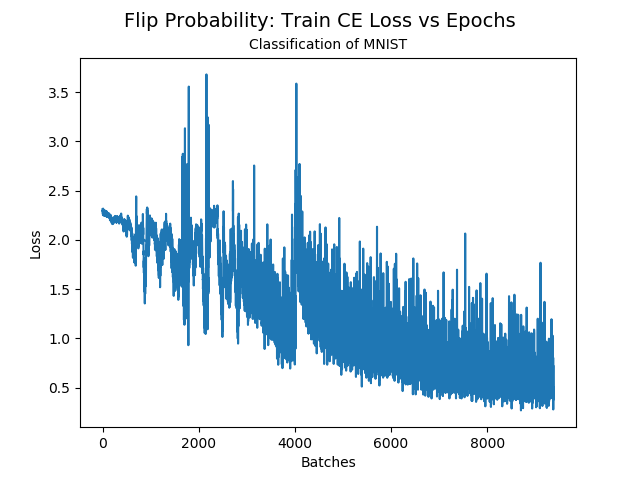 Flip Probability: Train CE Loss vs Epochs
Classification of MNIST
3.5
3.0
2.5
2.0
1.5
1.0
0.5
Loss
0 2000 4000 6000 8000
Batches